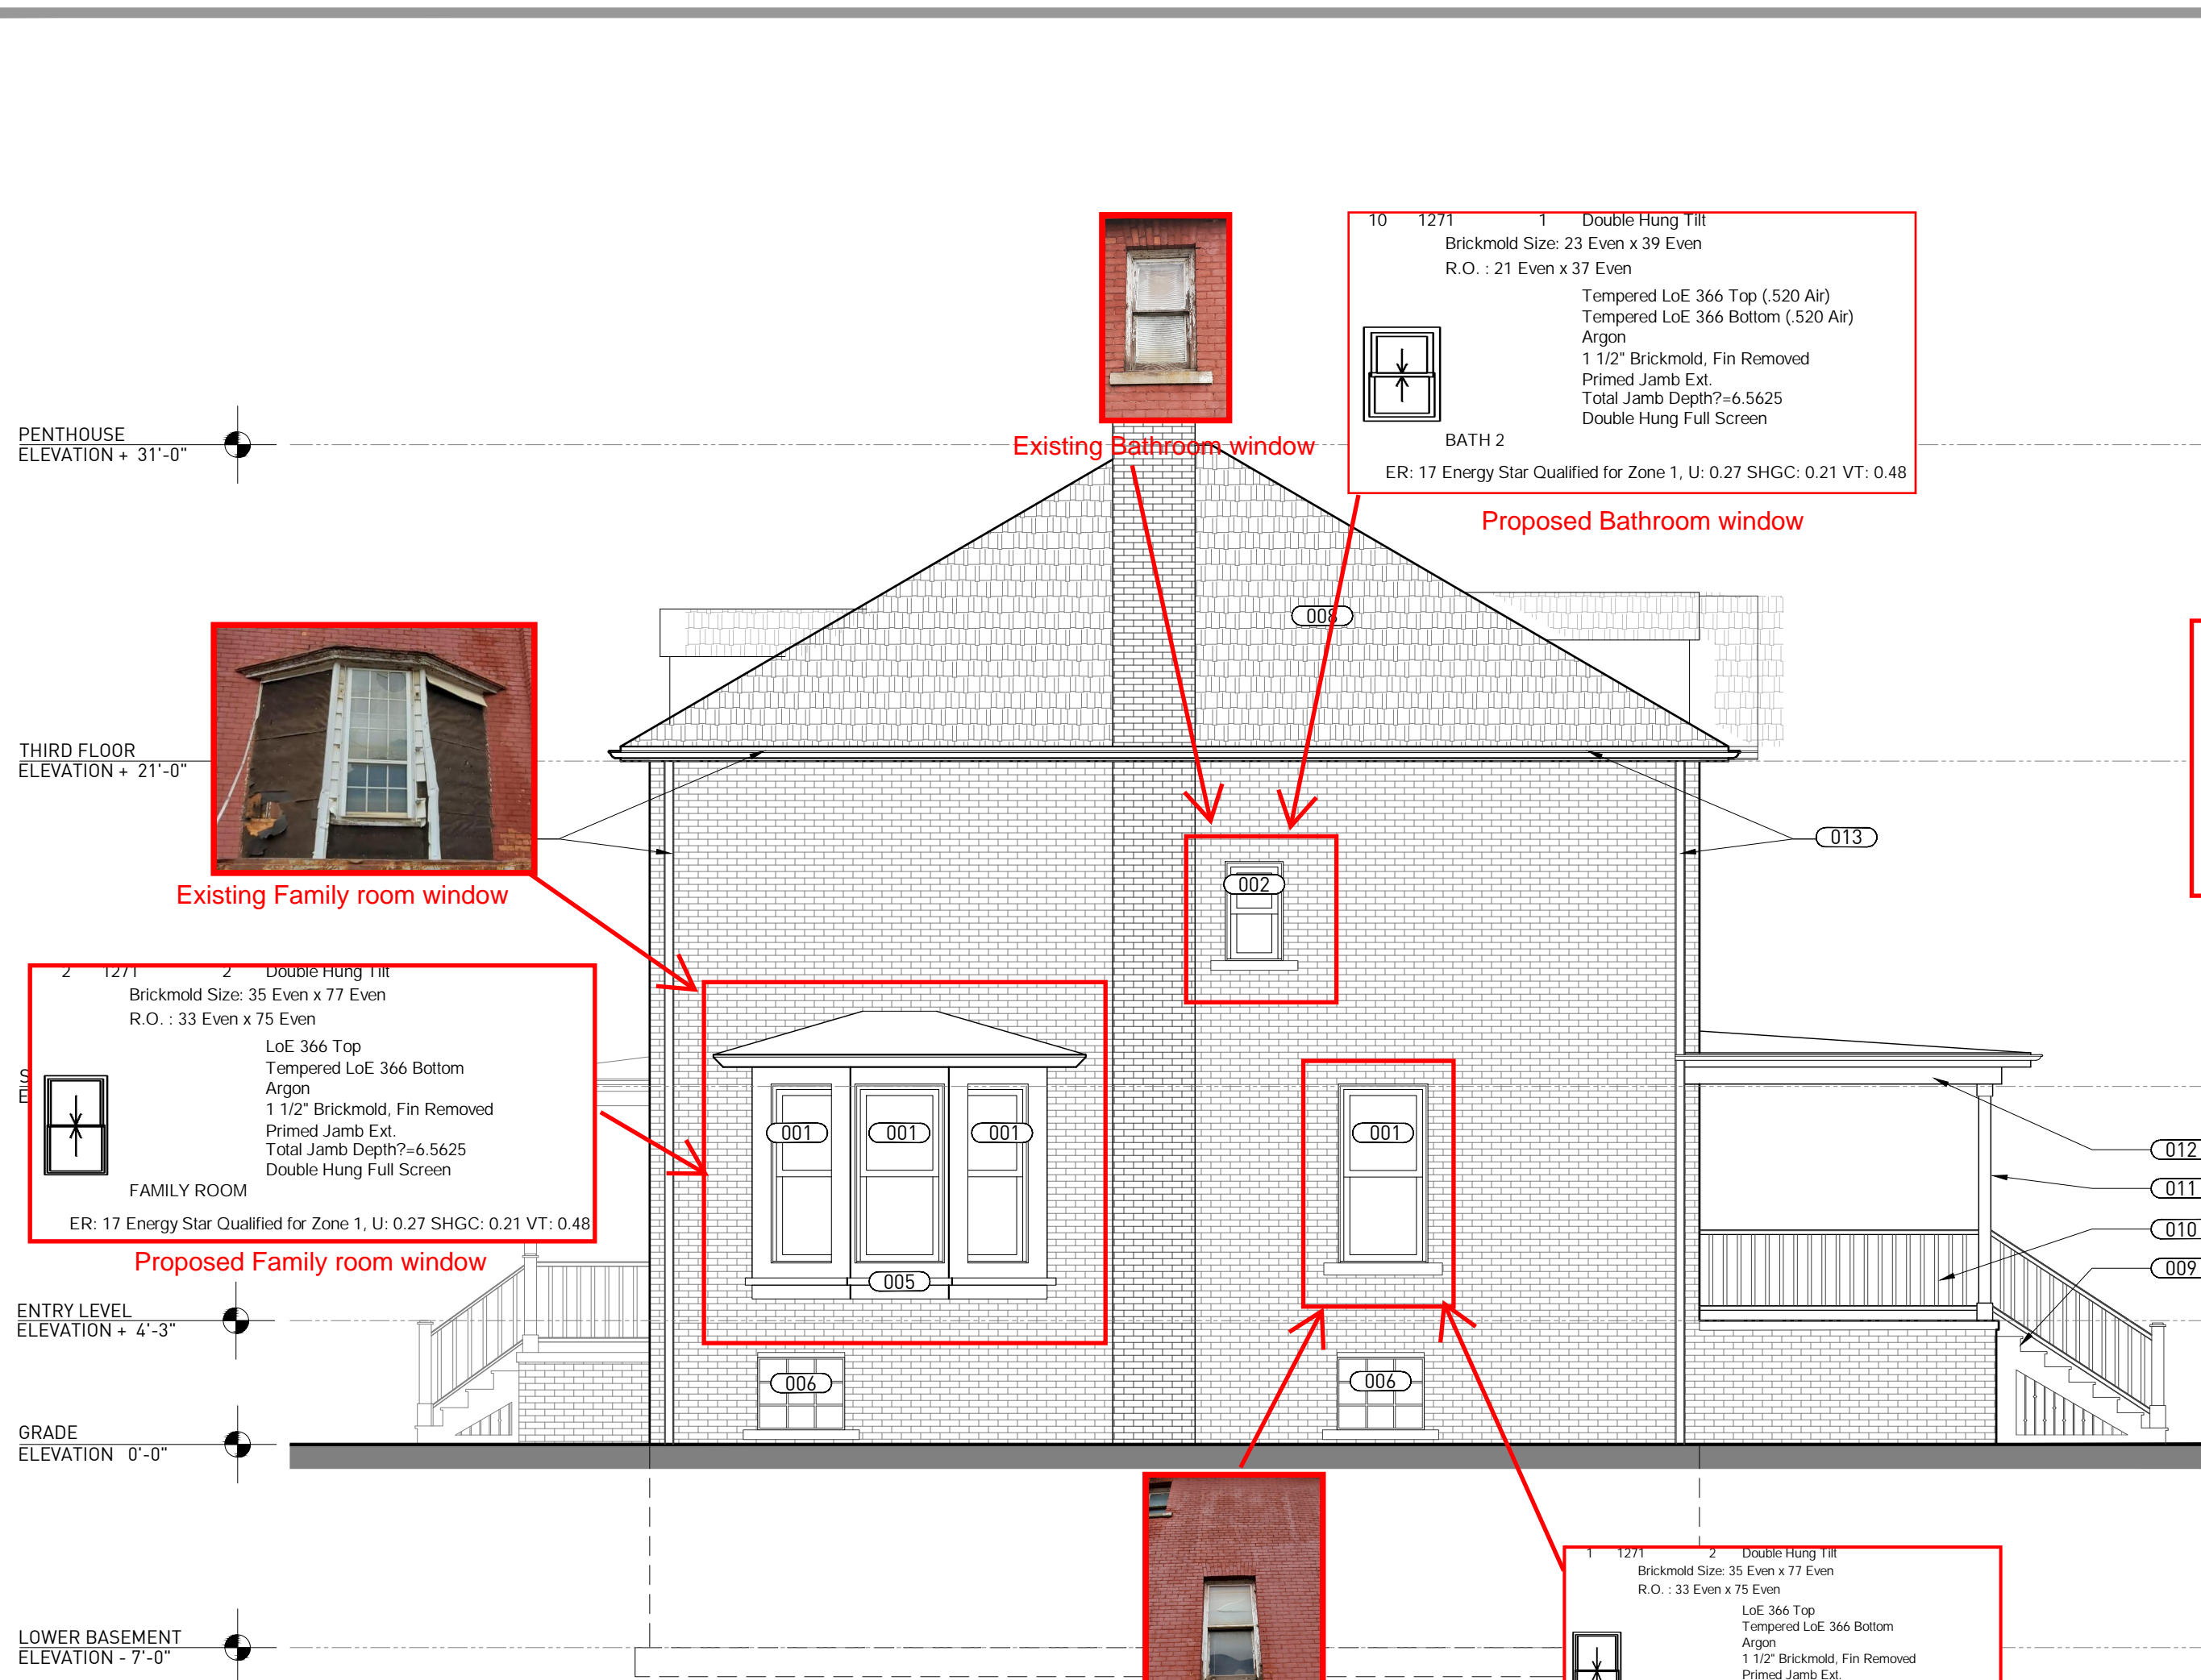 10 1271 1 Double Hung Tilt
Brickmold Size: 23 Even x 39 Even
R.O. : 21 Even x 37 Even
Tempered LoE 366 Top (.520 Air)
Tempered LoE 366 Bottom (.520 Air)
Argon
1 1/2" Brickmold, Fin Removed
Primed Jamb Ext.
Total Jamb Depth?=6.5625
Double Hung Full Screen
BATH 2
ER: 17 Energy Star Qualified for Zone 1, U: 0.27 SHGC: 0.21 VT: 0.48
Proposed Bathroom window
Existing Bathroom window
PENTHOUSE
ELEVATION + 31'-0"
008
THIRD FLOOR
ELEVATION + 21'-0"
013
Existing Family room window
002
2 1271 2 Double Hung Tilt
Brickmold Size: 35 Even x 77 Even
R.O. : 33 Even x 75 Even
LoE 366 Top
Tempered LoE 366 Bottom
Argon
1 1/2" Brickmold, Fin Removed
Primed Jamb Ext.
Total Jamb Depth?=6.5625
Double Hung Full Screen
FAMILY ROOM
ER: 17 Energy Star Qualified for Zone 1, U: 0.27 SHGC: 0.21 VT: 0.48
Proposed Family room window
S
E
001 001 001 001
012
011
010
009
005
ENTRY LEVEL
ELEVATION + 4'-3"
006 006
GRADE
ELEVATION 0'-0"
1 1271 2 Double Hung Tilt
Brickmold Size: 35 Even x 77 Even
R.O. : 33 Even x 75 Even
LoE 366 Top
Tempered LoE 366 Bottom
Argon
1 1/2" Brickmold, Fin Removed
Primed Jamb Ext.
LOWER BASEMENT
ELEVATION - 7'-0"